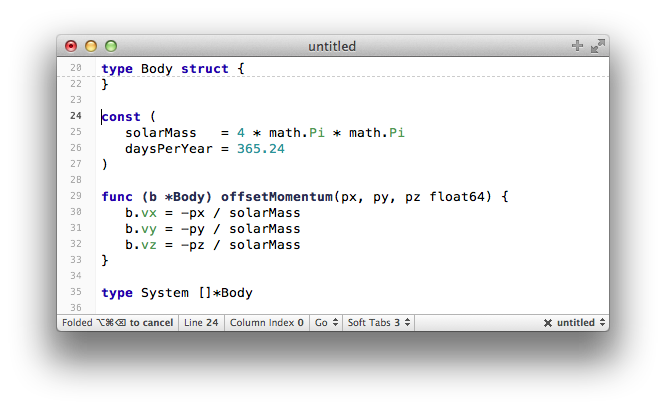 untitled
20 type Body struct {
22 }
23
24 const (
25 solarMass   = 4 * math.Pi * math.Pi
26 daysPerYear = 365.24
27 )
28
29 func (b *Body) offsetMomentum(px, py, pz float64) {
30 b.vx = -px / solarMass
31 b.vy = -py / solarMass
32 b.vz = -pz / solarMass
33 }
34
35 type System []*Body
36
Folded ⌥⌘⌫ to cancel Line 24 Column Index 0 Go Soft Tabs 3 untitled